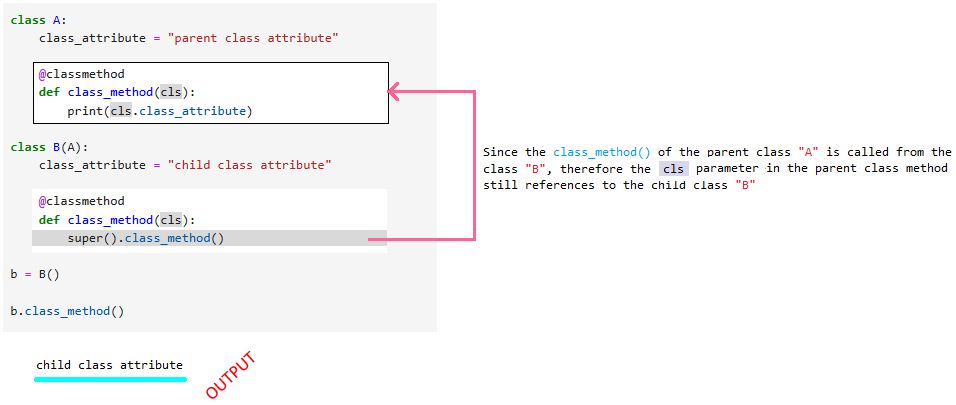 class A:
    class_attribute = "parent class attribute"
    @classmethod
    def class_method(cls):
        print(cls.class_attribute)
class B(A):
    class_attribute = "child class attribute"
    @classmethod
    def class_method(cls):
        super().class_method()
b = B()
b.class_method()
Since the class_method() of the parent class "A" is called from the
class "B", therefore the cls parameter in the parent class method
still references to the child class "B"
child class attribute
OUTPUT